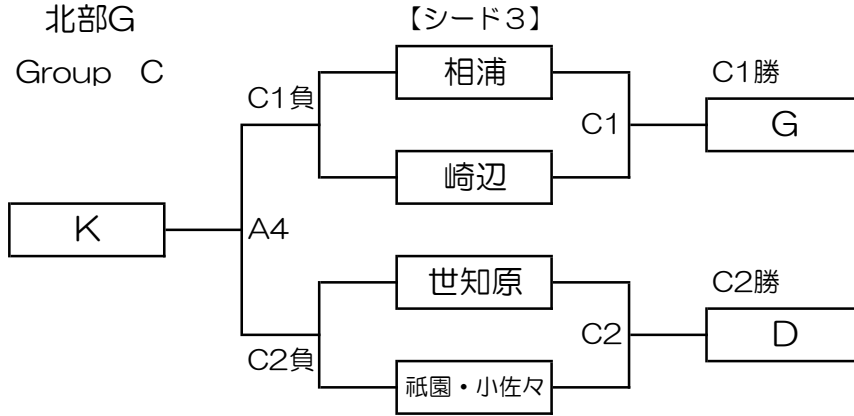 北部G
【シード３】
Group　C
相浦
C1勝
C1負
C1
G
崎辺
K
A4
世知原
C2勝
C2
D
C2負
祇園・小佐々